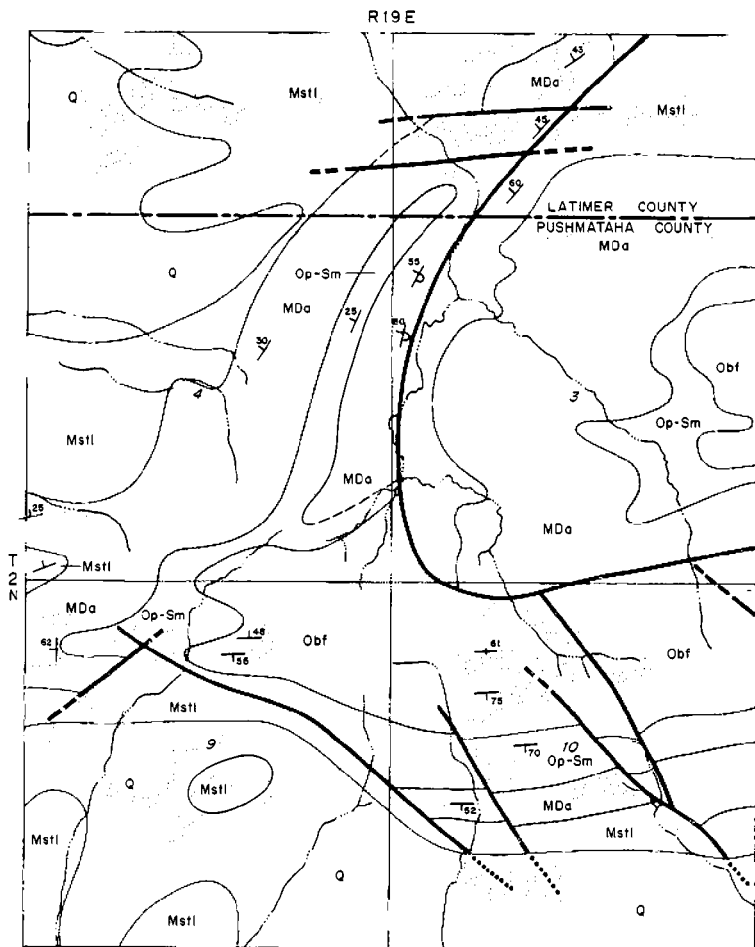 R19E
43
MDa
Q
Mstl
Mstl
45
60
LATIMER COUNTY
PUSHMATAHA COUNTY
MDa
Op-Sm
55
Q
MDa
25
80
30
Obf
4
3
Op-Sm
Mstl
MDa
25
MDa
Mstl
T
2
N
MDa
Op-Sm
48
62
Obf
61
Obf
56
75
Mstl
9
70
10
Op-Sm
Q
Mstl
MDa
52
Mstl
Mstl
Q
Mstl
Q